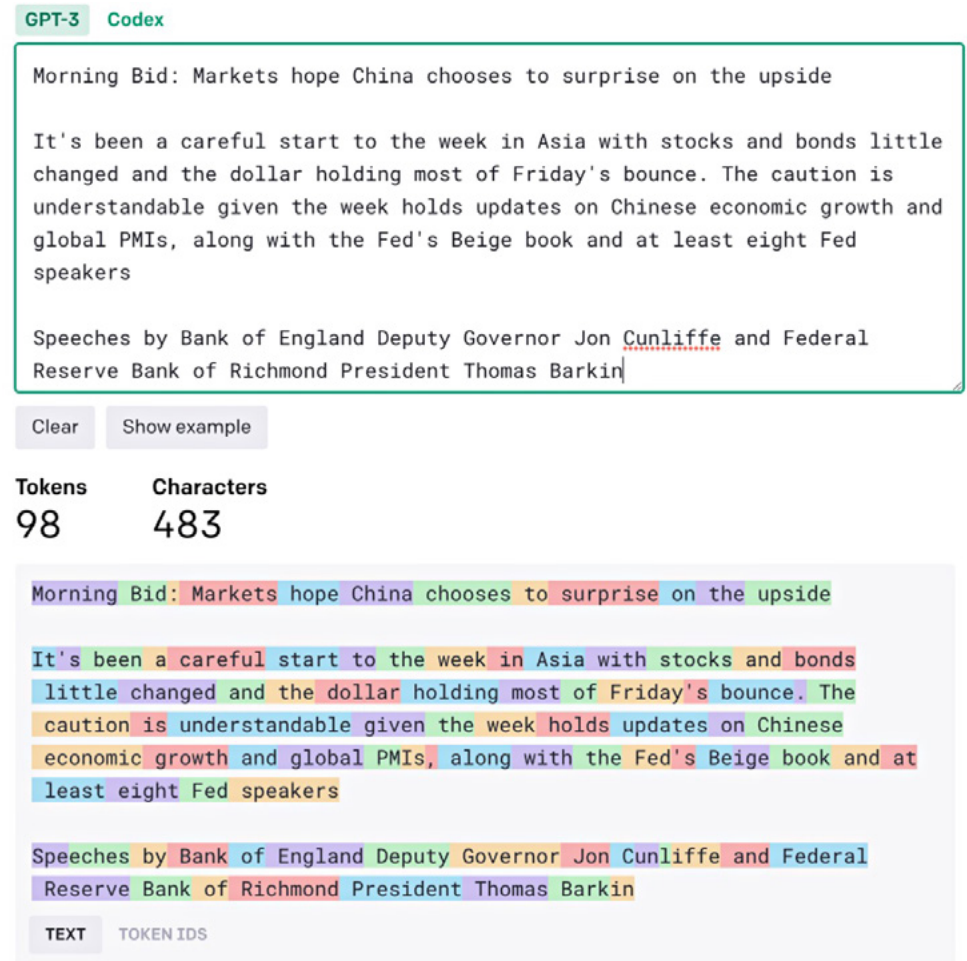 GPT-3 Codex
Morning Bid: Markets hope China chooses to surprise on the upside
It's been a careful start to the week in Asia with stocks and bonds little
changed and the dollar holding most of Friday's bounce. The caution is
understandable given the week holds updates on Chinese economic growth and
global PMIs, along with the Fed's Beige book and at least eight Fed
speakers
Speeches by Bank of England Deputy Governor Jon Cunliffe and Federal
Reserve Bank of Richmond President Thomas Barkin
Clear Show example
Tokens Characters
98 483
Morning Bid: Markets hope China chooses to surprise on the upside
It's been a careful start to the week in Asia with stocks and bonds
little changed and the dollar holding most of Friday's bounce. The
caution is understandable given the week holds updates on Chinese
economic growth and global PMIs, along with the Fed's Beige book and at
least eight Fed speakers
Speeches by Bank of England Deputy Governor Jon Cunliffe and Federal
Reserve Bank of Richmond President Thomas Barkin
TEXT TOKEN IDS